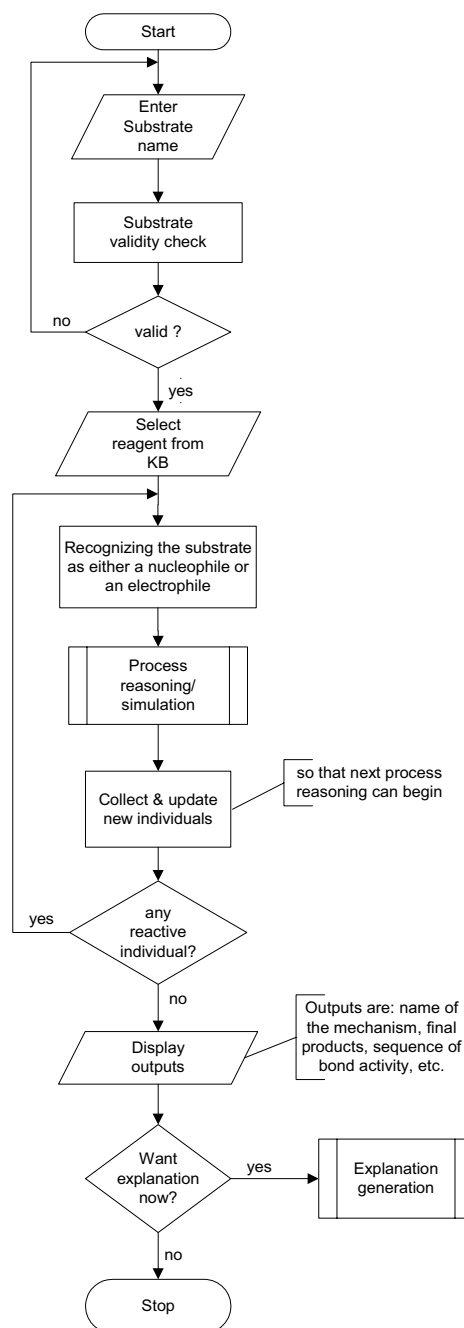 Start
Enter
Substrate
name
Substrate
validity check
no
valid ?
yes
Select
reagent from
KB
Recognizing the substrate
as either a nucleophile or
an electrophile
Process
reasoning/
simulation
Collect & update
new individuals
so that next process
reasoning can begin
yes
any
reactive
individual?
no
Display
outputs
Outputs are: name of
the mechanism, final
products, sequence of
bond activity, etc.
Want
explanation
now?
yes
Explanation
generation
no
Stop